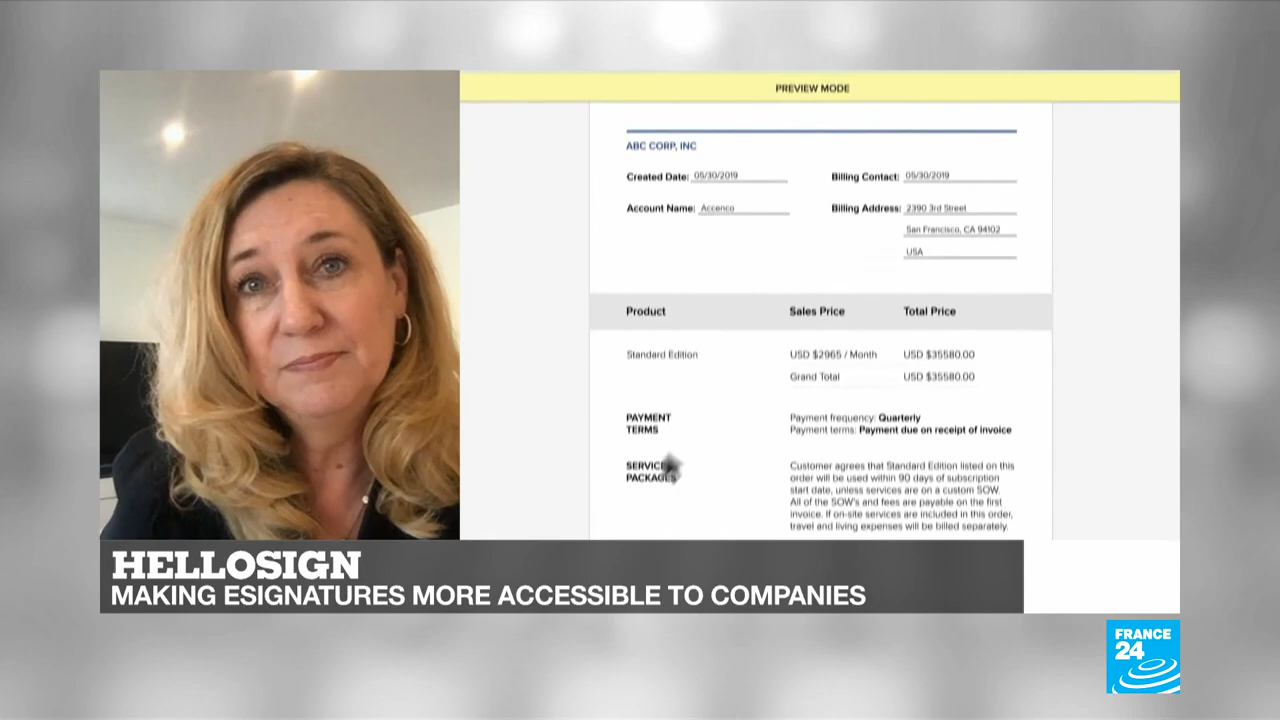 PREVIEW MODE
ABC CORP, INC
Created Date: 05/30/2019
Billing Contact: 05/30/2019
Account Name: Accenco
Billing Address: 2390 3rd Street
San Francisco, CA 94102
USA
Product Sales Price Total Price
Standard Edition USD $2965 / Month USD $35580.00
Grand Total USD $35580.00
PAYMENT
TERMS
Payment frequency: Quarterly
Payment terms: Payment due on receipt of invoice
SERVICE
PACKAGES
Customer agrees that Standard Edition listed on this
order will be used within 90 days of subscription
start date, unless services are on a custom SOW.
All of the SOW's and fees are payable on the first
invoice. If on-site services are included in this order,
travel and living expenses will be billed separately.
HELLOSIGN
MAKING ESIGNATURES MORE ACCESSIBLE TO COMPANIES
FRANCE
24